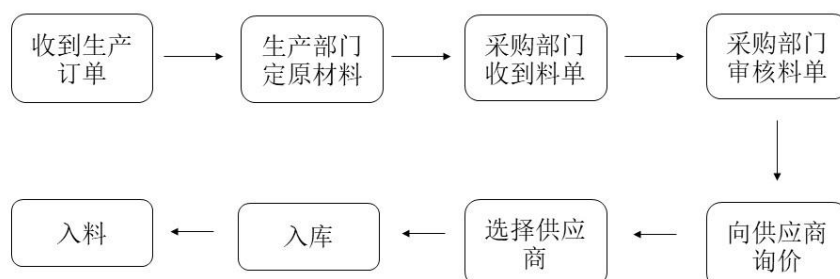 收到生产
订单
生产部门
定原材料
采购部门
收到料单
采购部门
审核料单
向供应商
询价
选择供应
商
入库
入料